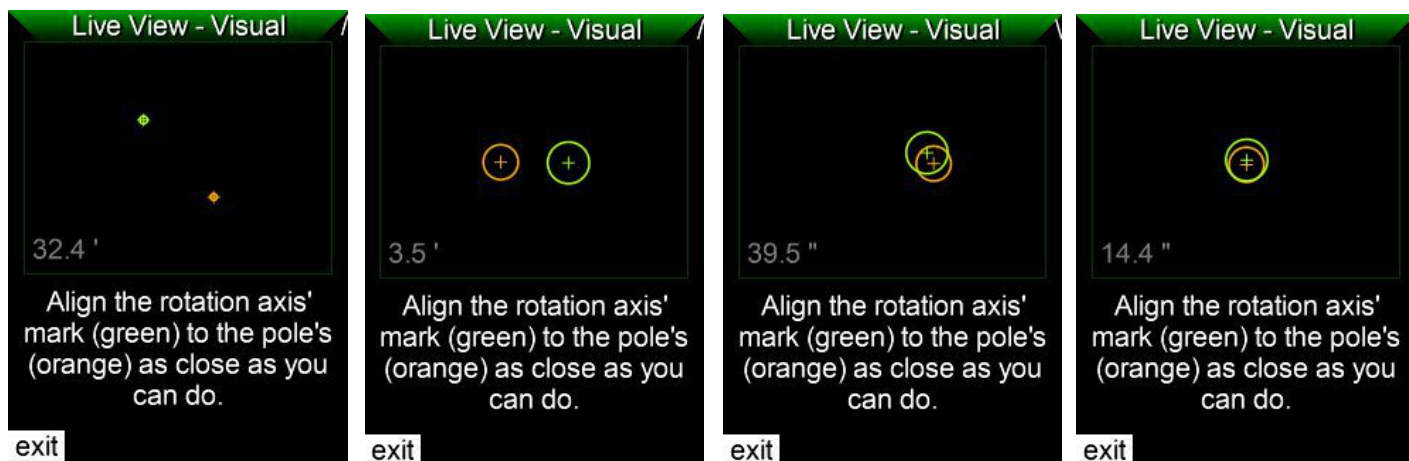 Live View - Visual
32.4 '
Align the rotation axis'
mark (green) to the pole's
(orange) as close as you
can do.
exit
Live View - Visual
3.5 '
Align the rotation axis'
mark (green) to the pole's
(orange) as close as you
can do.
exit
Live View - Visual
39.5 "
Align the rotation axis'
mark (green) to the pole's
(orange) as close as you
can do.
exit
Live View - Visual
14.4 "
Align the rotation axis'
mark (green) to the pole's
(orange) as close as you
can do.
exit